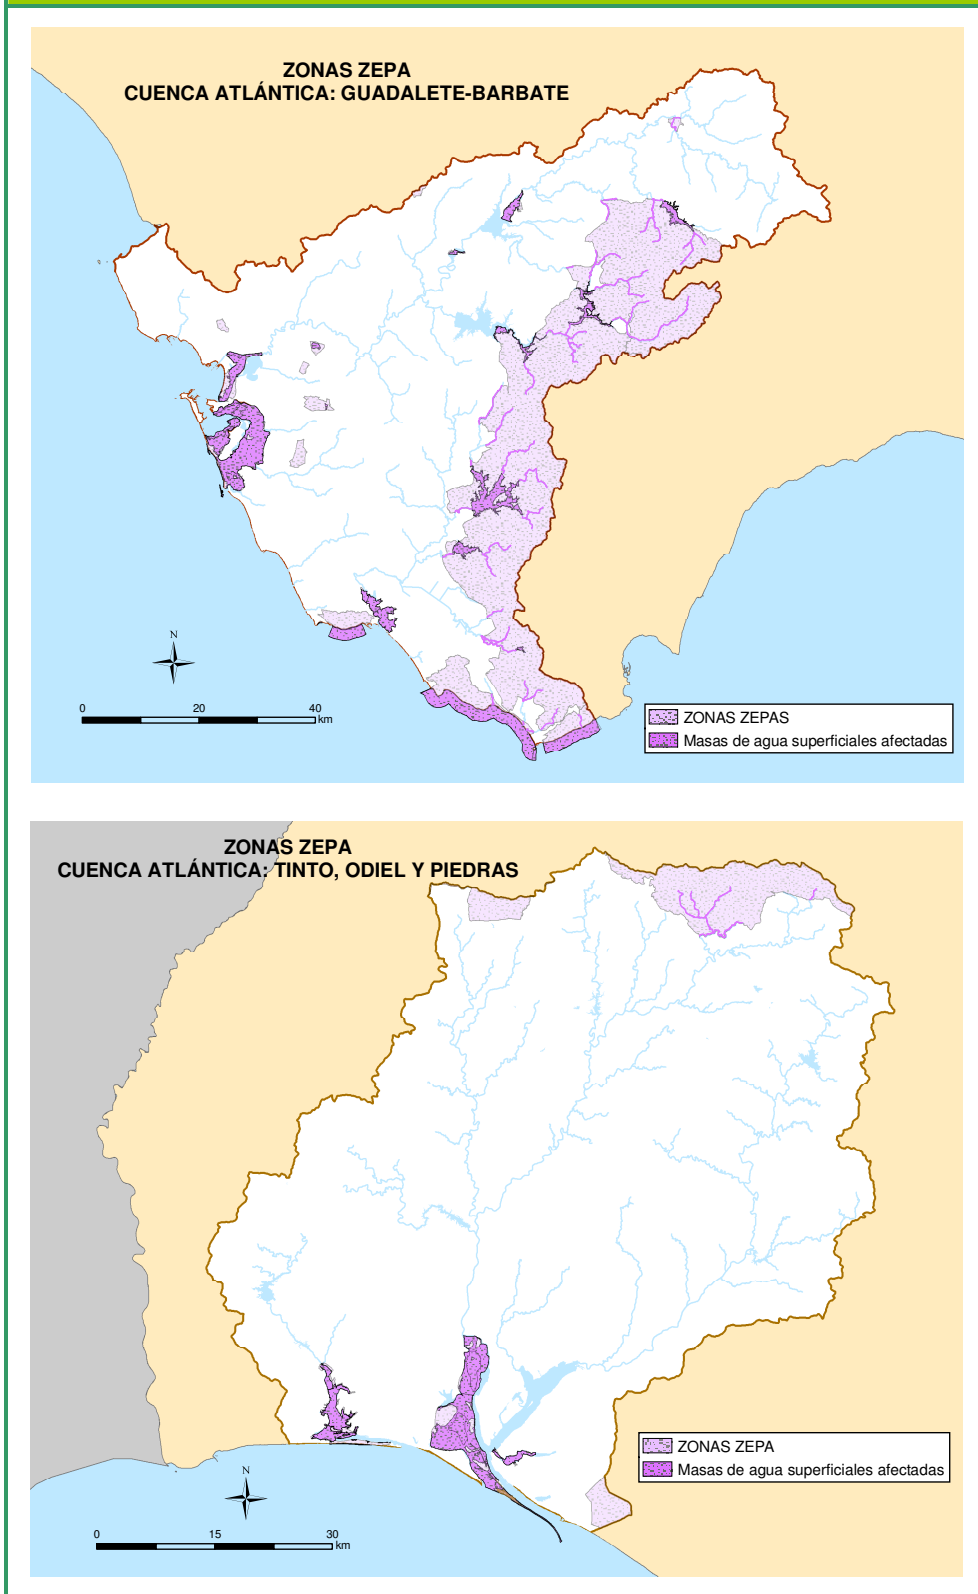 ZONAS ZEPA
CUENCA ATLÁNTICA: GUADALETE-BARBATE
N
0 20 40
km
ZONAS ZEPAS
Masas de agua superficiales afectadas
ZONAS ZEPA
CUENCA ATLÁNTICA: TINTO, ODIEL Y PIEDRAS
ZONAS ZEPA
Masas de agua superficiales afectadas
N
0 15 30
km